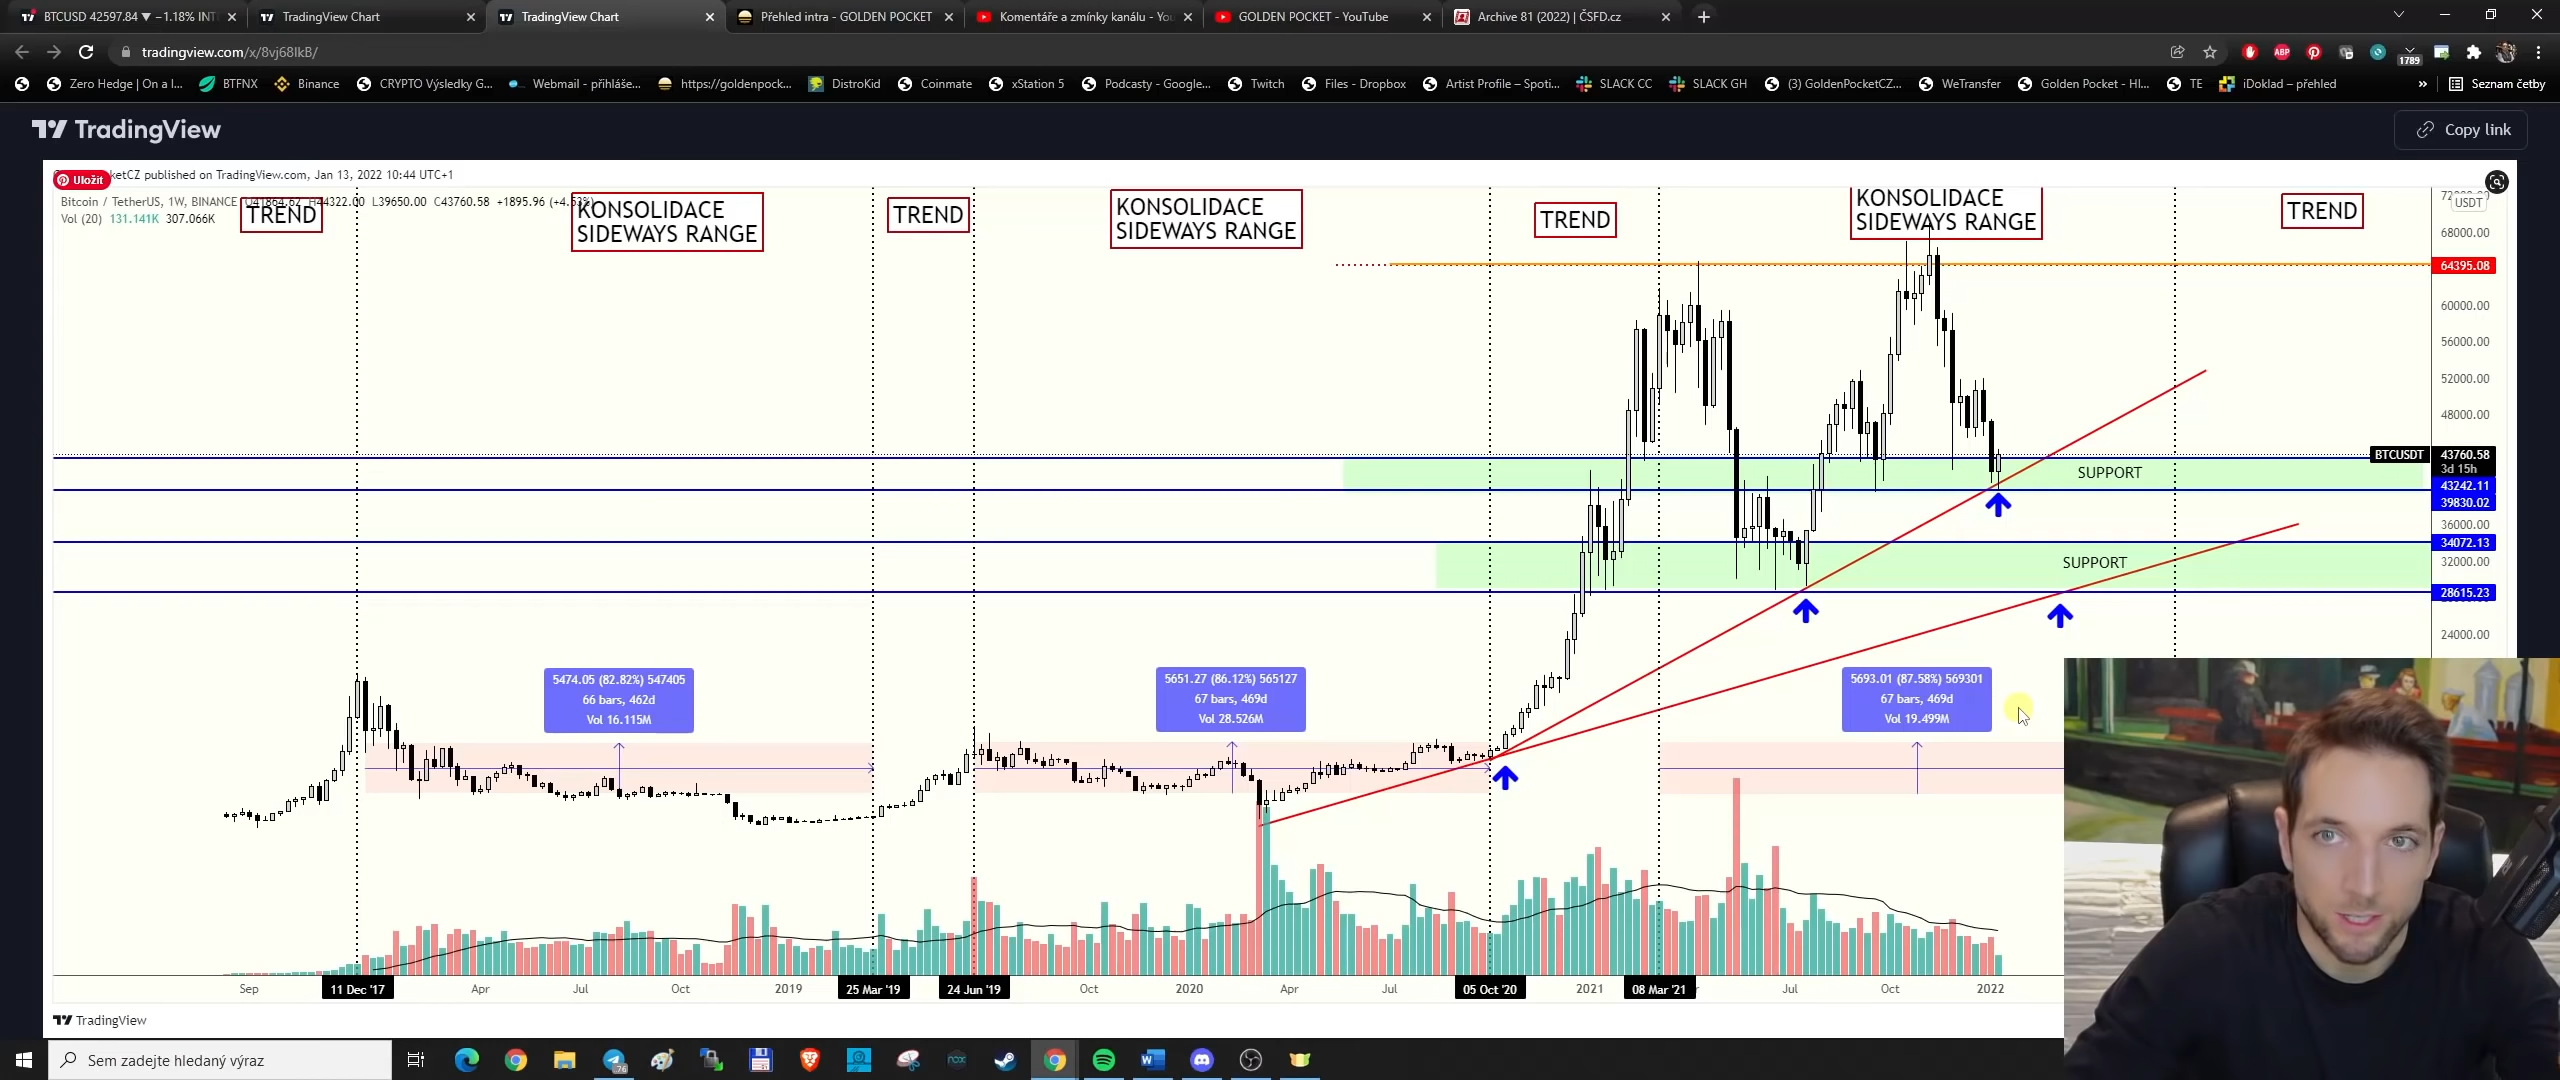 BTCUSD 42597.84 ▼ −1.18% INT
TradingView Chart
TradingView Chart
Přehled intra - GOLDEN POCKET
Komentáře a zmínky kanálu - Yo
GOLDEN POCKET - YouTube
Archive 81 (2022) | ČSFD.cz
tradingview.com/x/8vj68lkB/
ABP
1789
Zero Hedge | On a l...
BTFNX
Binance
CRYPTO Výsledky G...
Webmail - přihláše...
https://goldenpock...
DistroKid
Coinmate
xStation 5
Podcasty - Google...
Twitch
Files - Dropbox
Artist Profile – Spoti...
SLACK CC
SLACK GH
(3) GoldenPocketCZ...
WeTransfer
Golden Pocket - Hl...
TE
iDoklad – přehled
»
Seznam četby
TradingView
Copy link
Uložit
ketCZ published on TradingView.com, Jan 13, 2022 10:44 UTC+1
Bitcoin / TetherUS, 1W, BINANCE O41864.62 H44322.00 L39650.00 C43760.58 +1895.96 (+4.53%)
Vol (20) 131.141K 307.066K
TREND
KONSOLIDACE
SIDEWAYS RANGE
TREND
KONSOLIDACE
SIDEWAYS RANGE
TREND
KONSOLIDACE
SIDEWAYS RANGE
TREND
USDT
68000.00
64395.08
60000.00
56000.00
52000.00
48000.00
BTCUSDT
43760.58
3d 15h
43242.11
39830.02
36000.00
34072.13
32000.00
28615.23
24000.00
SUPPORT
SUPPORT
5474.05 (82.82%) 547405
66 bars, 462d
Vol 16.115M
5651.27 (86.12%) 565127
67 bars, 469d
Vol 28.526M
5693.01 (87.58%) 569301
67 bars, 469d
Vol 19.499M
Sep
11 Dec '17
Apr
Jul
Oct
2019
25 Mar '19
24 Jun '19
Oct
2020
Apr
Jul
05 Oct '20
2021
08 Mar '21
Jul
Oct
2022
TradingView
Sem zadejte hledaný výraz
76